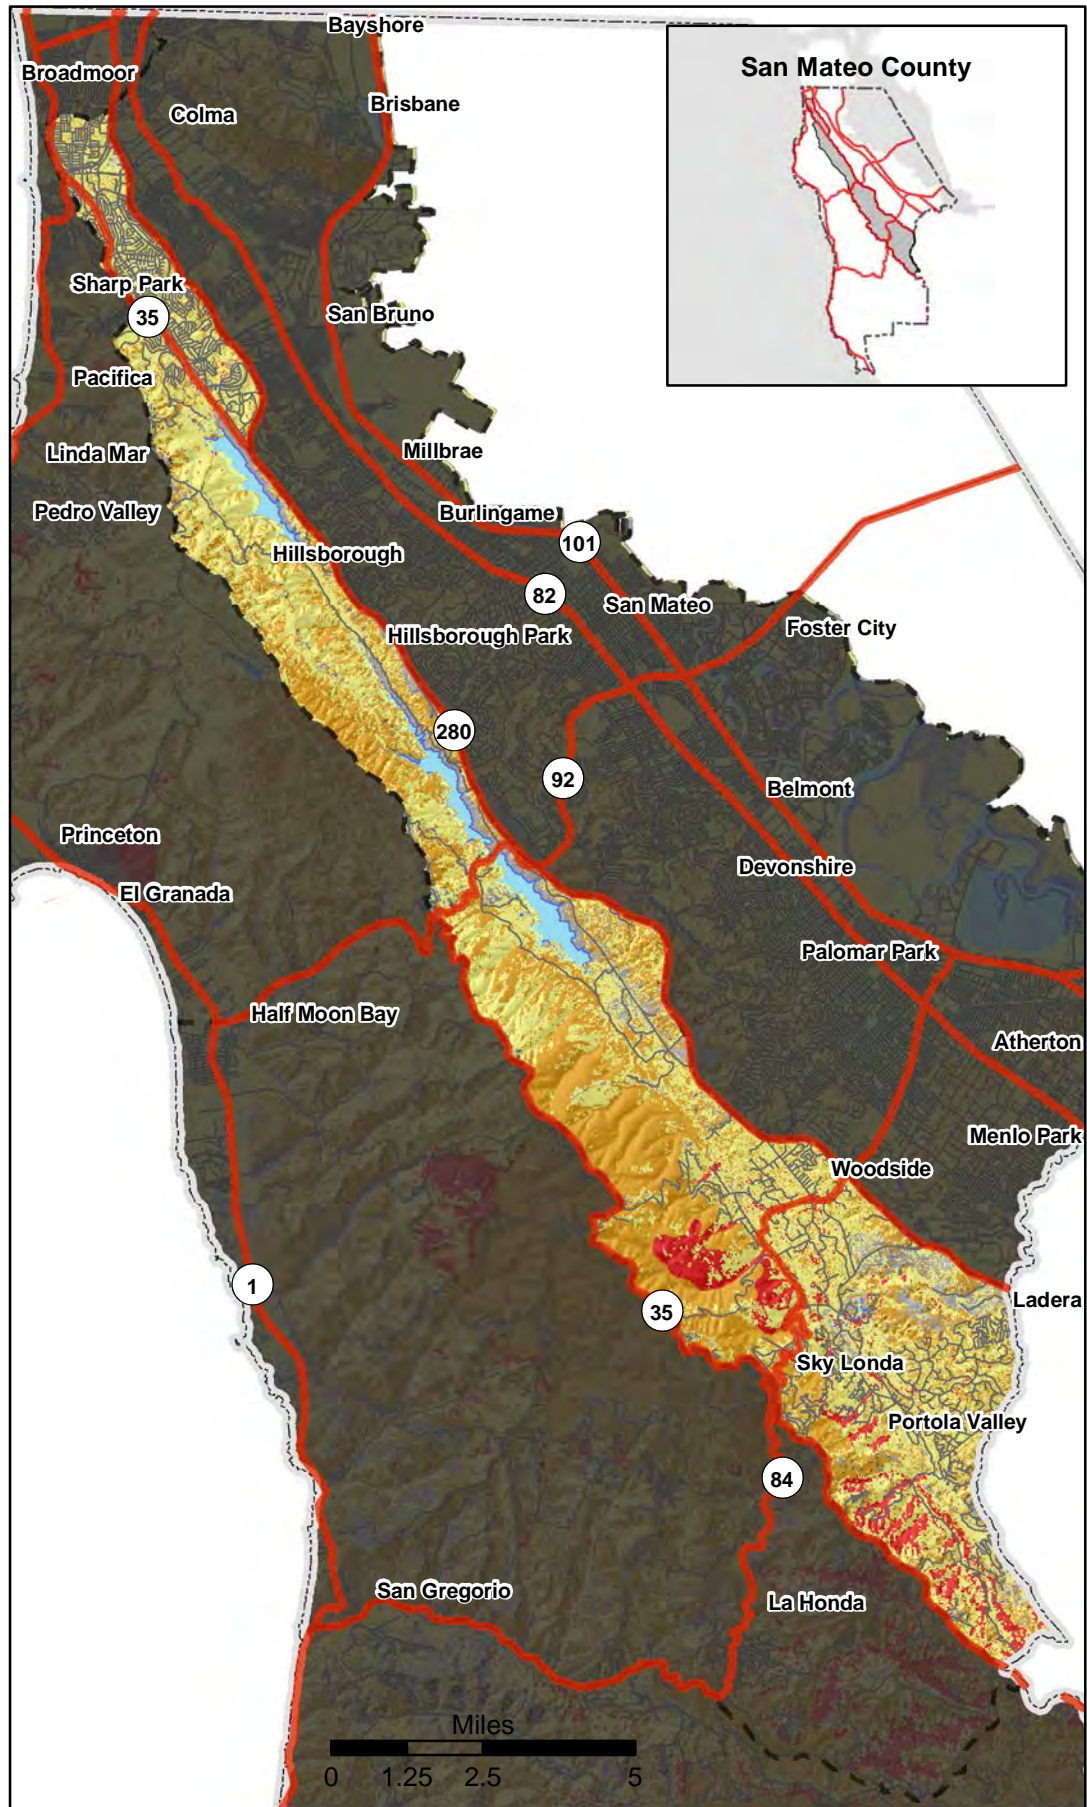 Bayshore
San Mateo County
Broadmoor
Brisbane
Colma
Sharp Park
35
San Bruno
Pacifica
Linda Mar
Millbrae
Pedro Valley
Burlingame
101
Hillsborough
82
San Mateo
Foster City
Hillsborough Park
280
92
Belmont
Princeton
Devonshire
El Granada
Palomar Park
Half Moon Bay
Atherton
Menlo Park
Woodside
1
Ladera
35
Sky Londa
Portola Valley
84
San Gregorio
La Honda
Miles
0 1.25 2.5 5